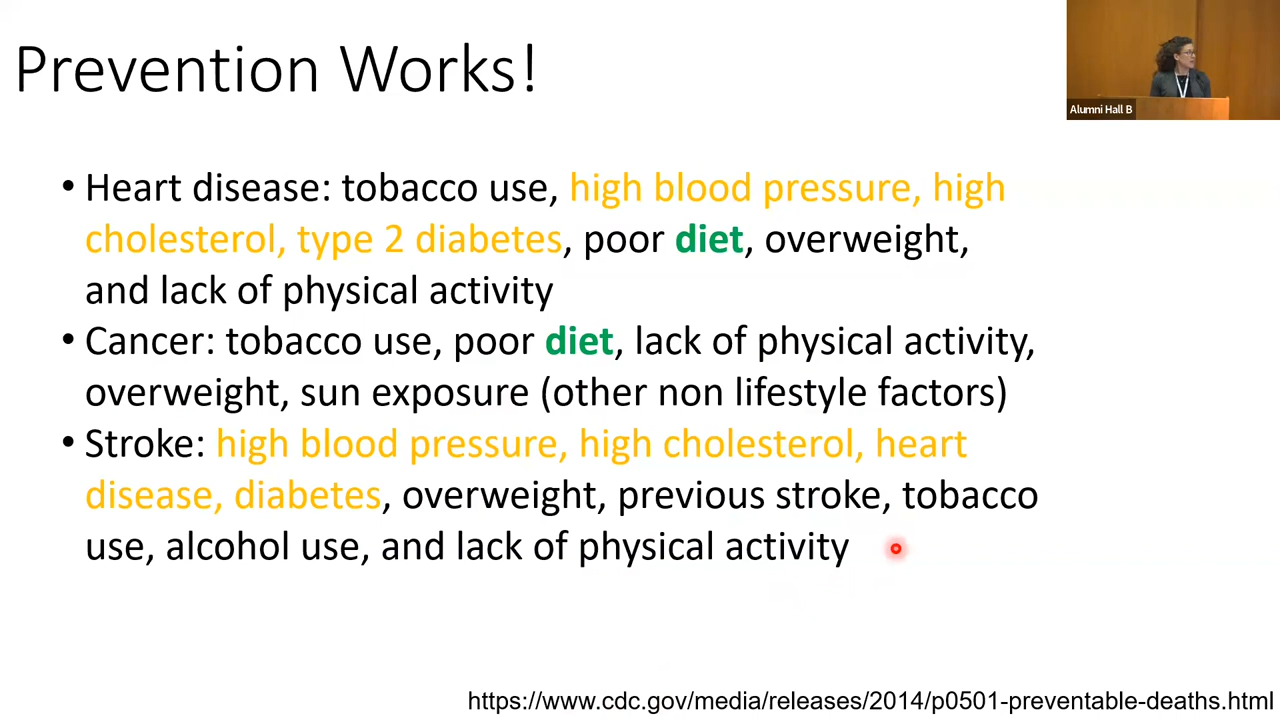 Prevention Works!
Alumni Hall B
• Heart disease: tobacco use, high blood pressure, high
cholesterol, type 2 diabetes, poor diet, overweight,
and lack of physical activity
• Cancer: tobacco use, poor diet, lack of physical activity,
overweight, sun exposure (other non lifestyle factors)
• Stroke: high blood pressure, high cholesterol, heart
disease, diabetes, overweight, previous stroke, tobacco
use, alcohol use, and lack of physical activity
https://www.cdc.gov/media/releases/2014/p0501-preventable-deaths.html